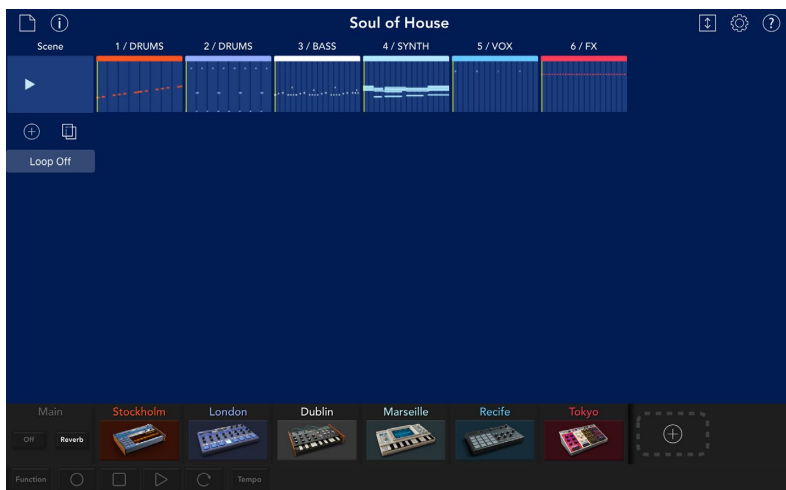 Soul of House
Scene 1 / DRUMS 2 / DRUMS 3 / BASS 4 / SYNTH 5 / VOX 6 / FX
Loop Off
Main Stockholm London Dublin Marseille Recife Tokyo
Off Reverb
Function Tempo